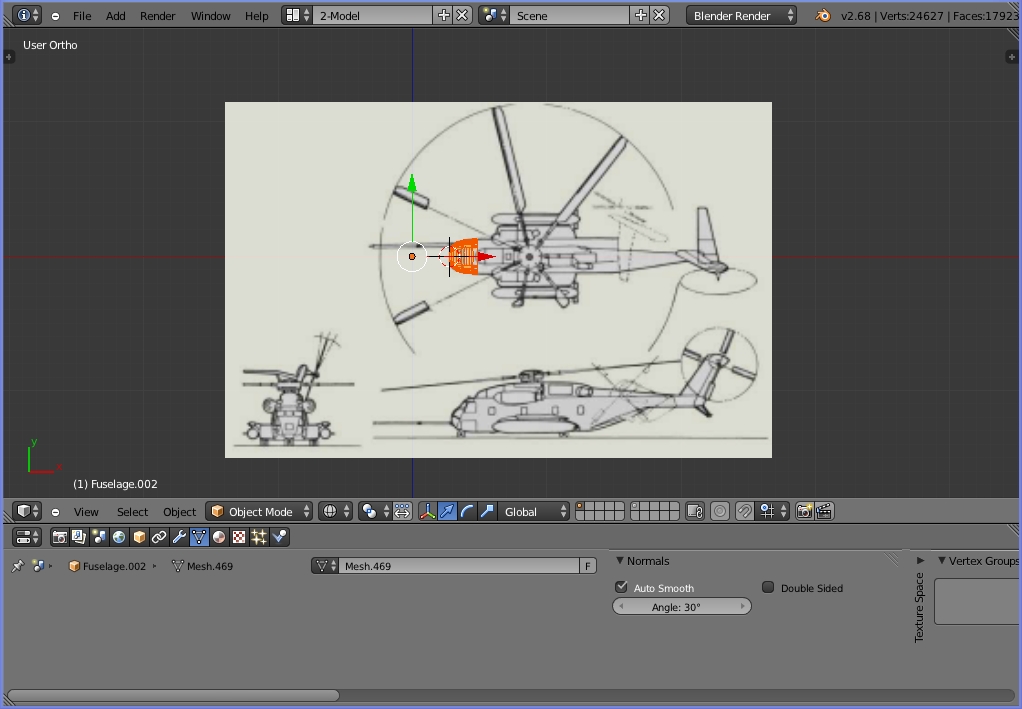 File Add Render Window Help 2-Model Scene Blender Render v2.68 | Verts:24627 | Faces:17923
User Ortho
y
x
(1) Fuselage.002
View Select Object Object Mode Global
Fuselage.002 Mesh.469 Mesh.469 F
Normals
Auto Smooth Double Sided
Angle: 30°
Texture Space
Vertex Groups